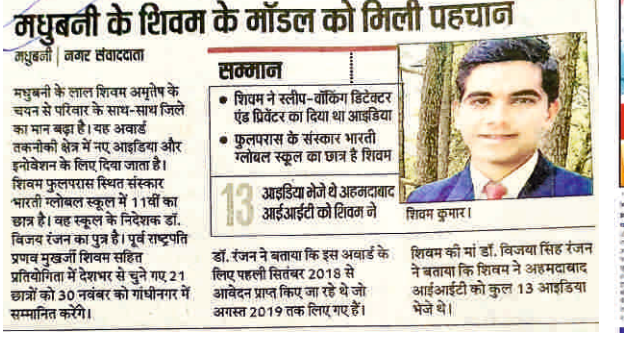 मधुबनी के शिवम के मॉडल को मिली पहचान
मधुबनी | नगर संवाददाता
मधुबनी के लाल शिवम अमृतेष के
चयन से परिवार के साथ-साथ जिले
का मान बढ़ा है। यह अवार्ड
तकनीकी क्षेत्र में नए आइडिया और
इनोवेशन के लिए दिया जाता है।
शिवम फुलपरास स्थित संस्कार
भारती ग्लोबल स्कूल में 11वीं का
छात्र है। वह स्कूल के निदेशक डॉ.
विजय रंजन का पुत्र है। पूर्व राष्ट्रपति
प्रणव मुखर्जी शिवम सहित
प्रतियोगिता में देशभर से चुने गए 21
छात्रों को 30 नवंबर को गांधीनगर में
सम्मानित करेंगे।
सम्मान
● शिवम ने स्लीप-वॉकिंग डिटेक्टर
एंड प्रिवेंटर का दिया था आइडिया
● फुलपरास के संस्कार भारती
ग्लोबल स्कूल का छात्र है शिवम
13 आइडिया भेजे थे अहमदाबाद
आईआईटी को शिवम ने
शिवम कुमार।
डॉ. रंजन ने बताया कि इस अवार्ड के
लिए पहली सितंबर 2018 से
आवेदन प्राप्त किए जा रहे थे जो
अगस्त 2019 तक लिए गए हैं।
शिवम की मां डॉ. विजया सिंह रंजन
ने बताया कि शिवम ने अहमदाबाद
आईआईटी को कुल 13 आइडिया
भेजे थे।